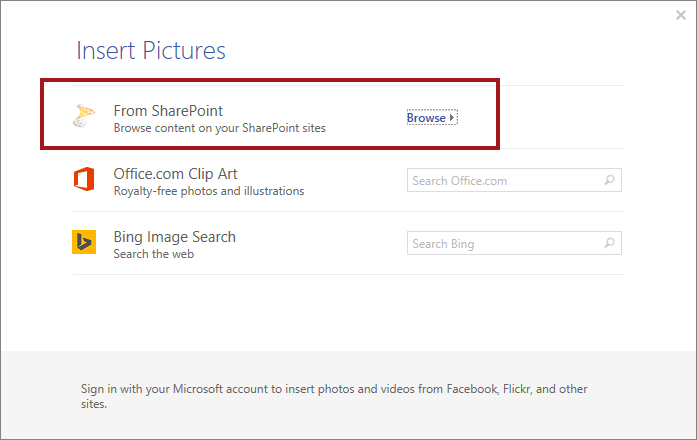 Insert Pictures
From SharePoint
Browse content on your SharePoint sites
Browse
Office.com Clip Art
Royalty-free photos and illustrations
Search Office.com
Bing Image Search
Search the web
Search Bing
Sign in with your Microsoft account to insert photos and videos from Facebook, Flickr, and other
sites.